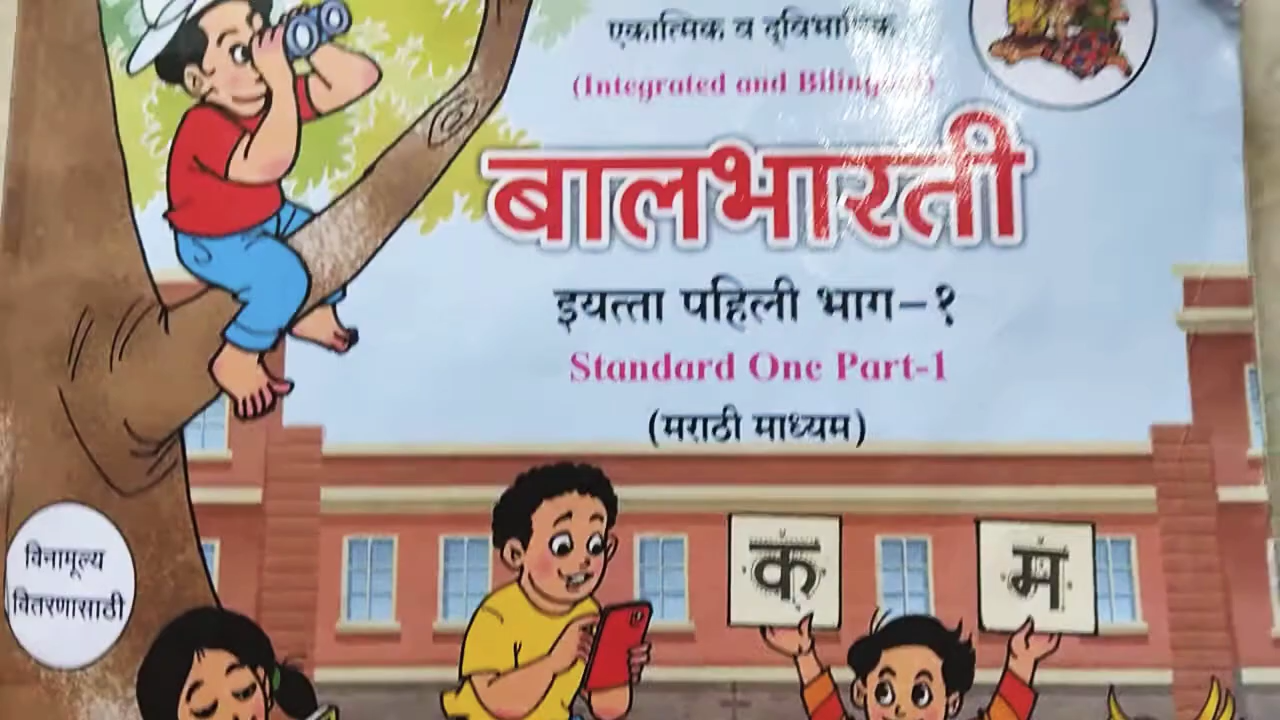 एकात्मिक व द्विभाषिक
(Integrated and Bilingual)
बालभारती
इयत्ता पहिली भाग-१
Standard One Part-1
(मराठी माध्यम)
क
म
विनामूल्य
वितरणासाठी